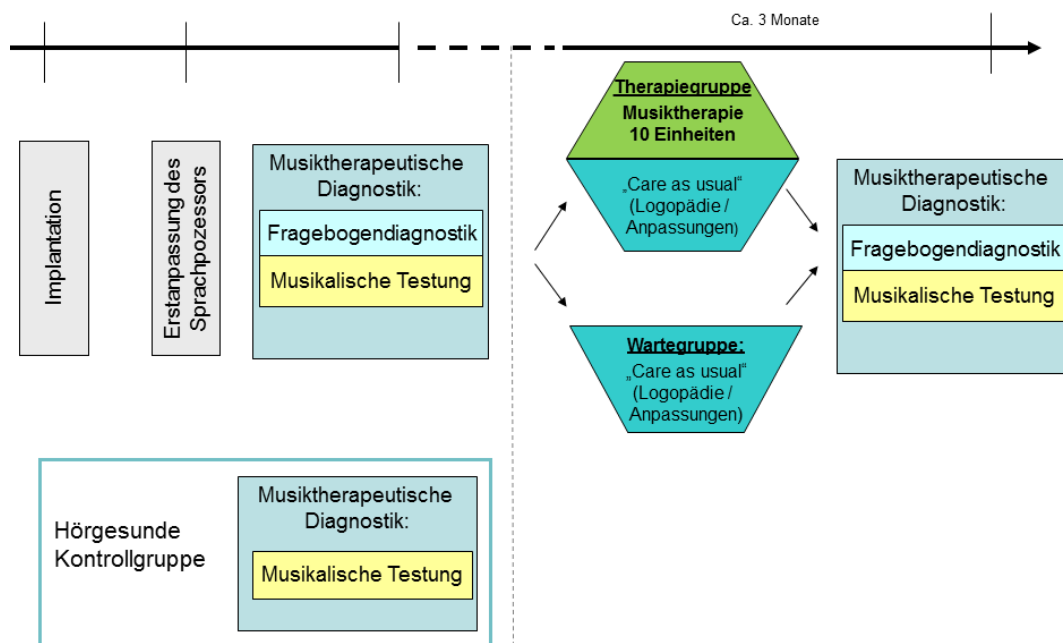 Ca. 3 Monate
Implantation
Erstanpassung des
Sprachpozessors
Musiktherapeutische
Diagnostik:
Fragebogendiagnostik
Musikalische Testung
Therapiegruppe
Musiktherapie
10 Einheiten
„Care as usual“
(Logopädie /
Anpassungen)
Wartegruppe:
„Care as usual“
(Logopädie /
Anpassungen)
Musiktherapeutische
Diagnostik:
Fragebogendiagnostik
Musikalische Testung
Hörgesunde
Kontrollgruppe
Musiktherapeutische
Diagnostik:
Musikalische Testung